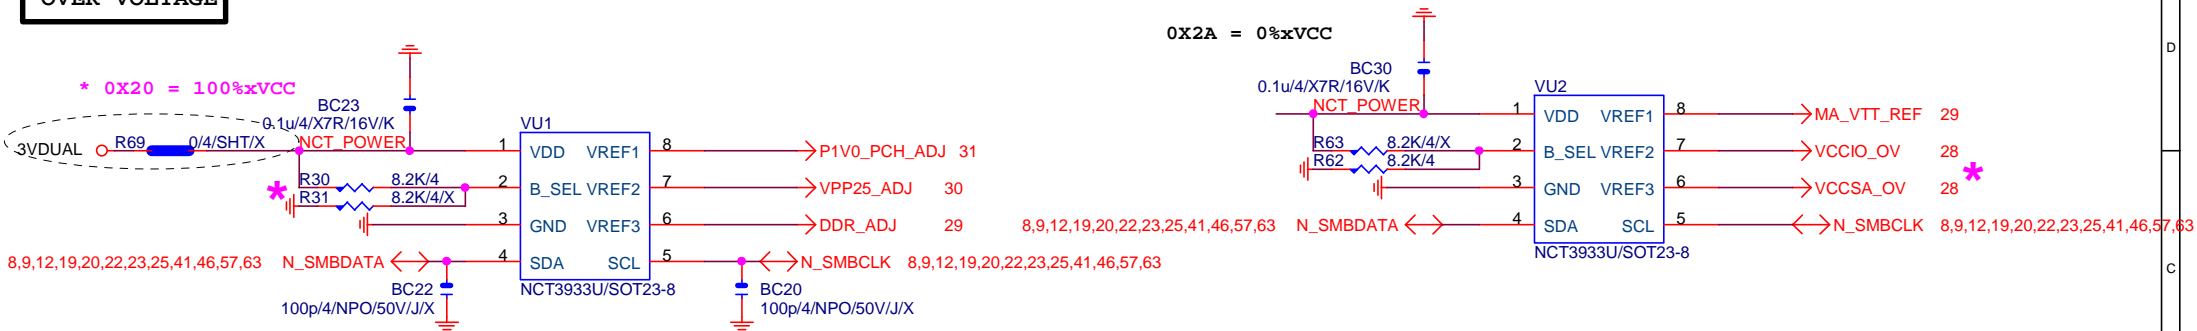 OVER VOLTAGE
* 0X20 = 100%xVCC
BC23
0.1u/4/X7R/16V/K
3VDUAL
R69
0/4/SHT/X
NCT_POWER
VU1
1 VDD VREF1 8
P1V0_PCH_ADJ 31
R30 8.2K/4
2 B_SEL VREF2 7
VPP25_ADJ 30
*
R31 8.2K/4/X
3 GND VREF3 6
DDR_ADJ 29
8,9,12,19,20,22,23,25,41,46,57,63 N_SMBDATA
4 SDA SCL 5
N_SMBCLK 8,9,12,19,20,22,23,25,41,46,57,63
NCT3933U/SOT23-8
BC22
100p/4/NPO/50V/J/X
BC20
100p/4/NPO/50V/J/X
0X2A = 0%xVCC
BC30
0.1u/4/X7R/16V/K
NCT_POWER
VU2
1 VDD VREF1 8
MA_VTT_REF 29
R63 8.2K/4/X
2 B_SEL VREF2 7
VCCIO_OV 28
R62 8.2K/4
*
3 GND VREF3 6
VCCSA_OV 28
8,9,12,19,20,22,23,25,41,46,57,63 N_SMBDATA
4 SDA SCL 5
N_SMBCLK 8,9,12,19,20,22,23,25,41,46,57,63
NCT3933U/SOT23-8
D
C